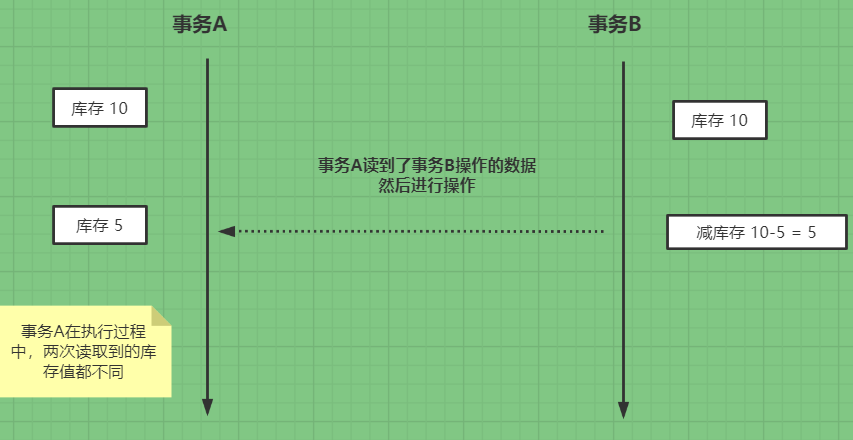 事务A
事务B
库存 10
库存 10
事务A读到了事务B操作的数据
然后进行操作
库存 5
减库存 10-5 = 5
事务A在执行过程
中，两次读取到的库
存值都不同